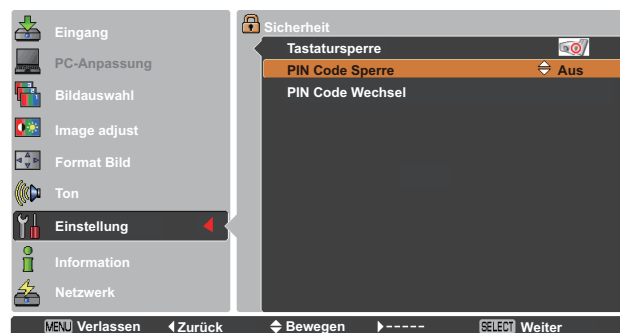 Eingang
PC-Anpassung
Bildauswahl
Image adjust
Format Bild
Ton
Einstellung
Information
Netzwerk
Sicherheit
Tastatursperre
PIN Code Sperre Aus
PIN Code Wechsel
MENU Verlassen Zurück Bewegen ----- SELECT Weiter